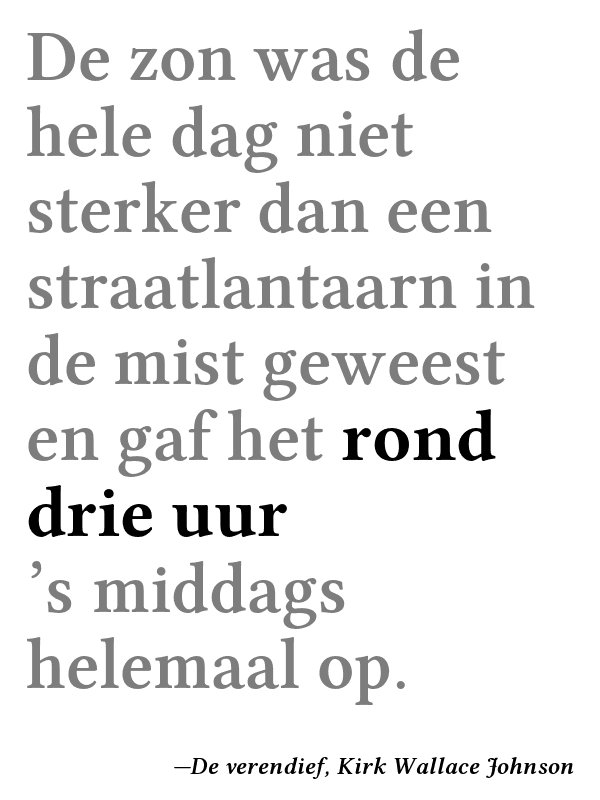 De zon was de
hele dag niet
sterker dan een
straatlantaarn in
de mist geweest
en gaf het rond
drie uur
’s middags
helemaal op.
—De verendief, Kirk Wallace Johnson